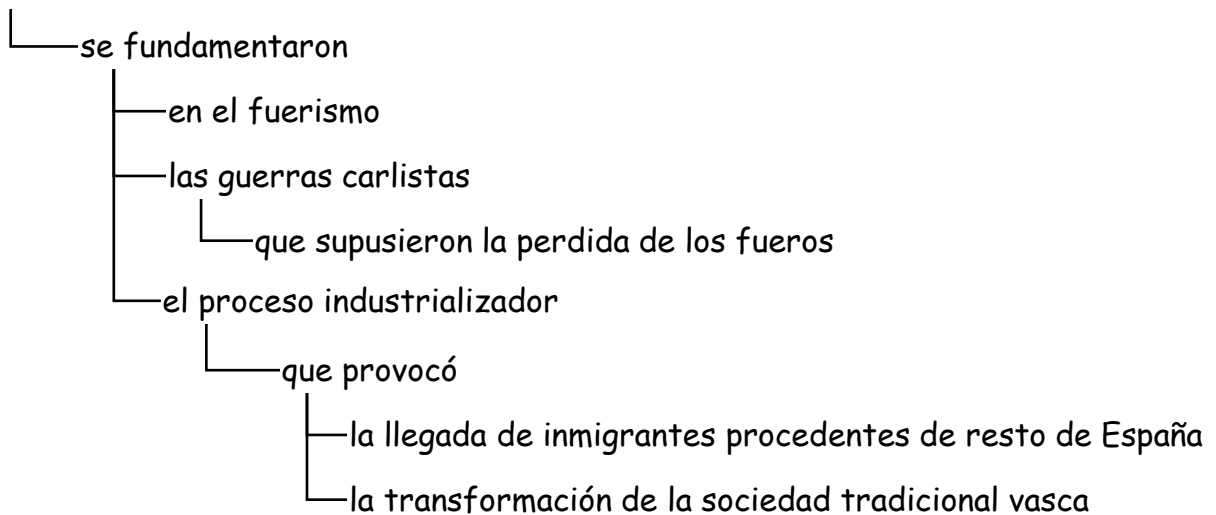 se fundamentaron
en el fuerismo
las guerras carlistas
que supusieron la perdida de los fueros
el proceso industrializador
que provocó
la llegada de inmigrantes procedentes de resto de España
la transformación de la sociedad tradicional vasca